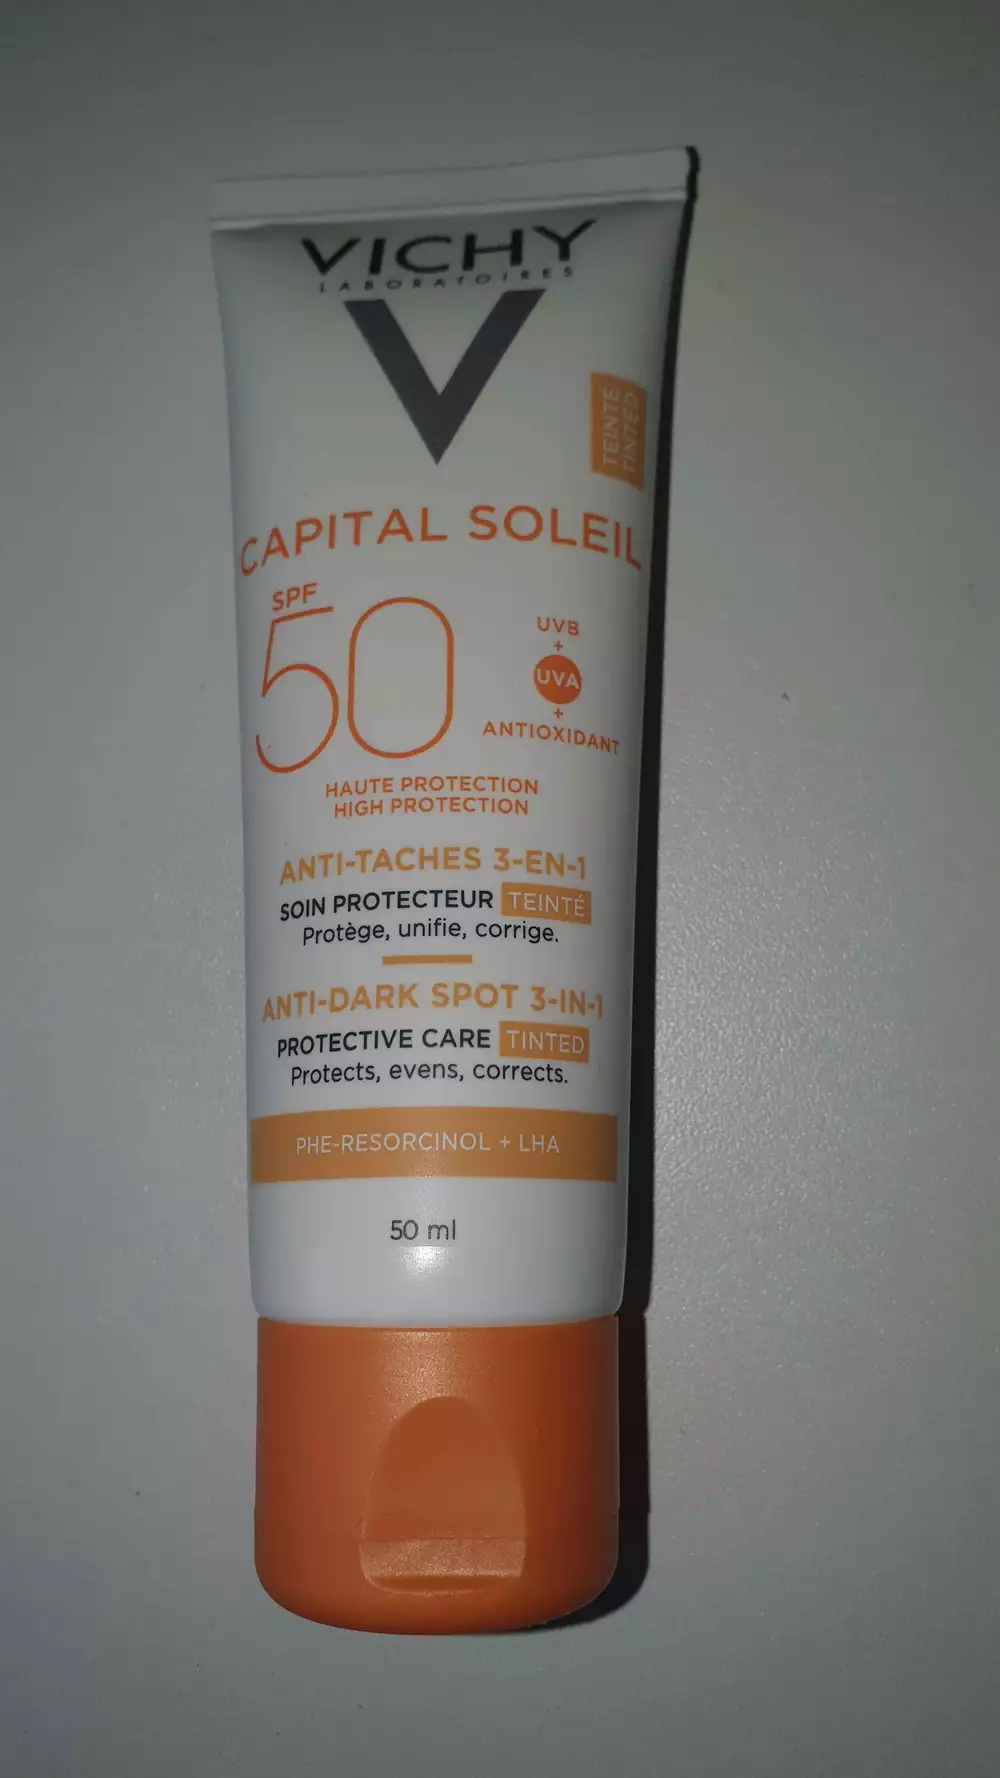 VICHY
LABORATOIRES
TEINTÉ
TINTED
CAPITAL SOLEIL
SPF
50
UVB
+
UVA
+
ANTIOXIDANT
HAUTE PROTECTION
HIGH PROTECTION
ANTI-TACHES 3-EN-1
SOIN PROTECTEUR TEINTÉ
Protège, unifie, corrige.
ANTI-DARK SPOT 3-IN-1
PROTECTIVE CARE TINTED
Protects, evens, corrects.
PHE-RESORCINOL + LHA
50 ml